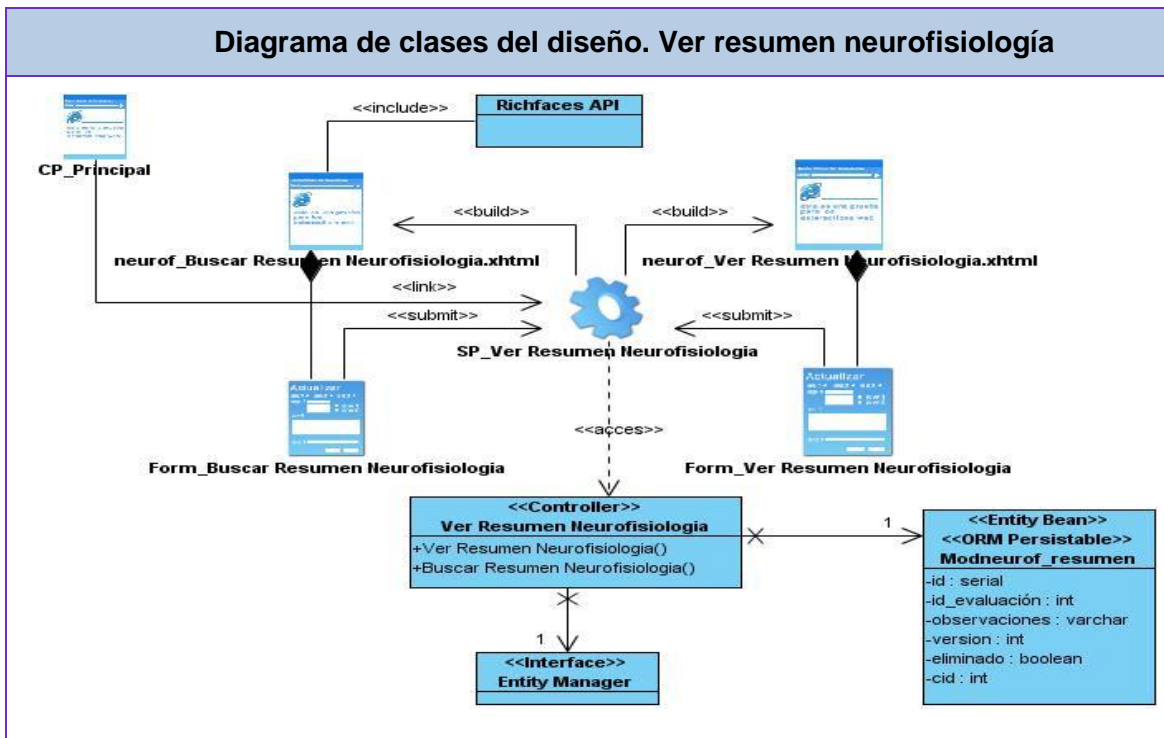 Diagrama de clases del diseño. Ver resumen neurofisiología
<<include>>
Richfaces API
CP_Principal
<<build>>
<<build>>
neurof_Buscar Resumen Neurofisiologia.xhtml
neurof_Ver Resumen Neurofisiologia.xhtml
<<link>>
<<submit>>
<<submit>>
SP_Ver Resumen Neurofisiologia
Actualizar
Actualizar
<<acces>>
Form_Buscar Resumen Neurofisiologia
Form_Ver Resumen Neurofisiologia
<<Controller>>
Ver Resumen Neurofisiologia
+Ver Resumen Neurofisiologia()
+Buscar Resumen Neurofisiologia()
1
<<Entity Bean>>
<<ORM Persistable>>
Modneurof_resumen
-id : serial
-id_evaluación : int
-observaciones : varchar
-version : int
-eliminado : boolean
-cid : int
1
<<Interface>>
Entity Manager